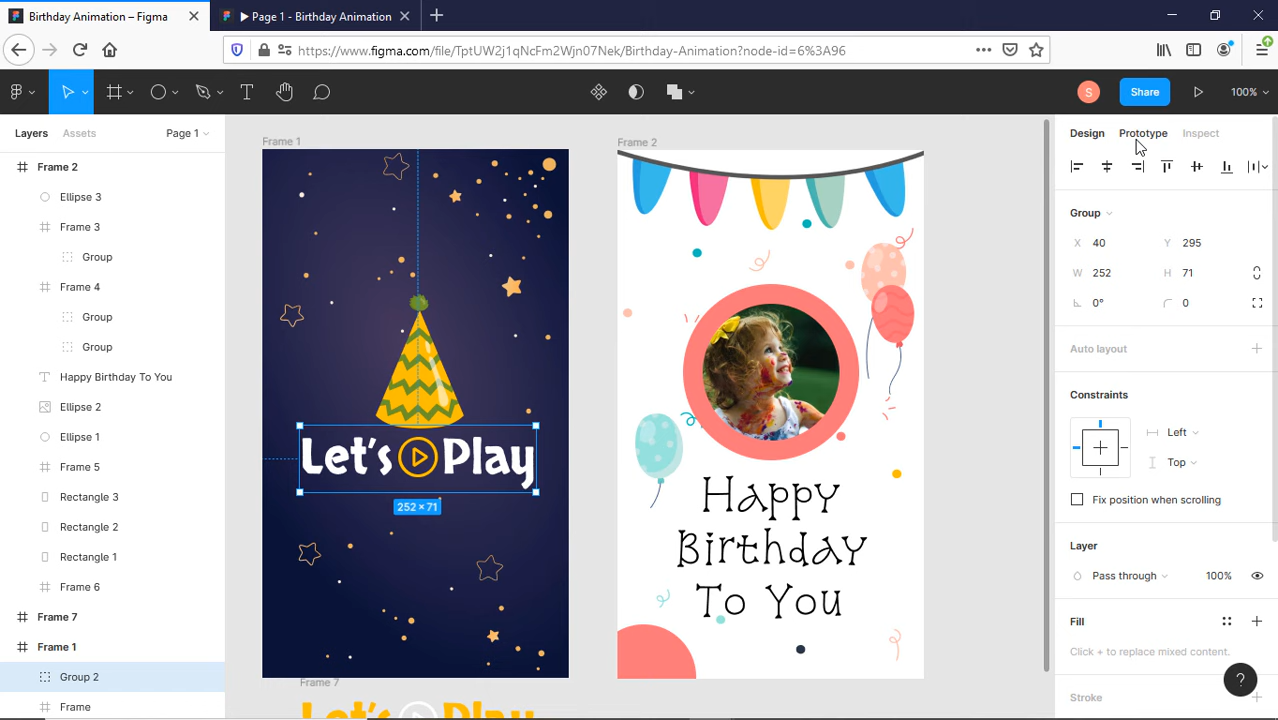 Birthday Animation – Figma
Page 1 - Birthday Animation
https://www.figma.com/file/TptUW2j1qNcFm2Wjn07Nek/Birthday-Animation?node-id=6%3A96
S
Share
100%
Layers
Assets
Page 1
Frame 2
Ellipse 3
Frame 3
Group
Frame 4
Group
Group
Happy Birthday To You
Ellipse 2
Ellipse 1
Frame 5
Rectangle 3
Rectangle 2
Rectangle 1
Frame 6
Frame 7
Frame 1
Group 2
Frame
Frame 1
Let's Play
252 × 71
Frame 7
Let's Play
Frame 2
Happy
Birthday
To You
Design
Prototype
Inspect
Group
X 40
Y 295
W 252
H 71
0°
0
Auto layout
Constraints
Left
Top
Fix position when scrolling
Layer
Pass through
100%
Fill
Click + to replace mixed content.
Stroke
?